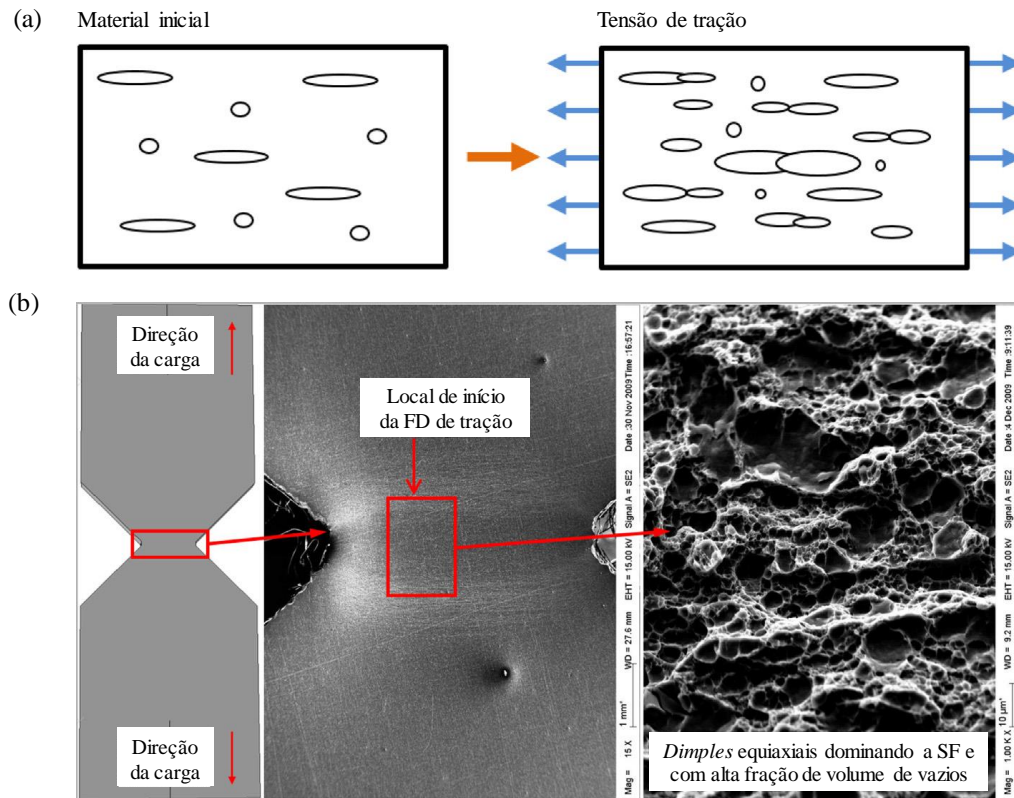 (a)
Material inicial
Tensão de tração
(b)
Direção
da carga
Direção
da carga
Local de início
da FD de tração
Mag = 15 X
1 mm
WD = 27.6 mm
EHT = 15.00 kV
Signal A = SE2
Date :30 Nov 2009 Time :16:57:21
Dimples equiaxiais dominando a SF e
com alta fração de volume de vazios
Mag = 1.00 K X
10 µm
WD = 9.2 mm
EHT = 15.00 kV
Signal A = SE2
Date :4 Dec 2009 Time :9:11:39